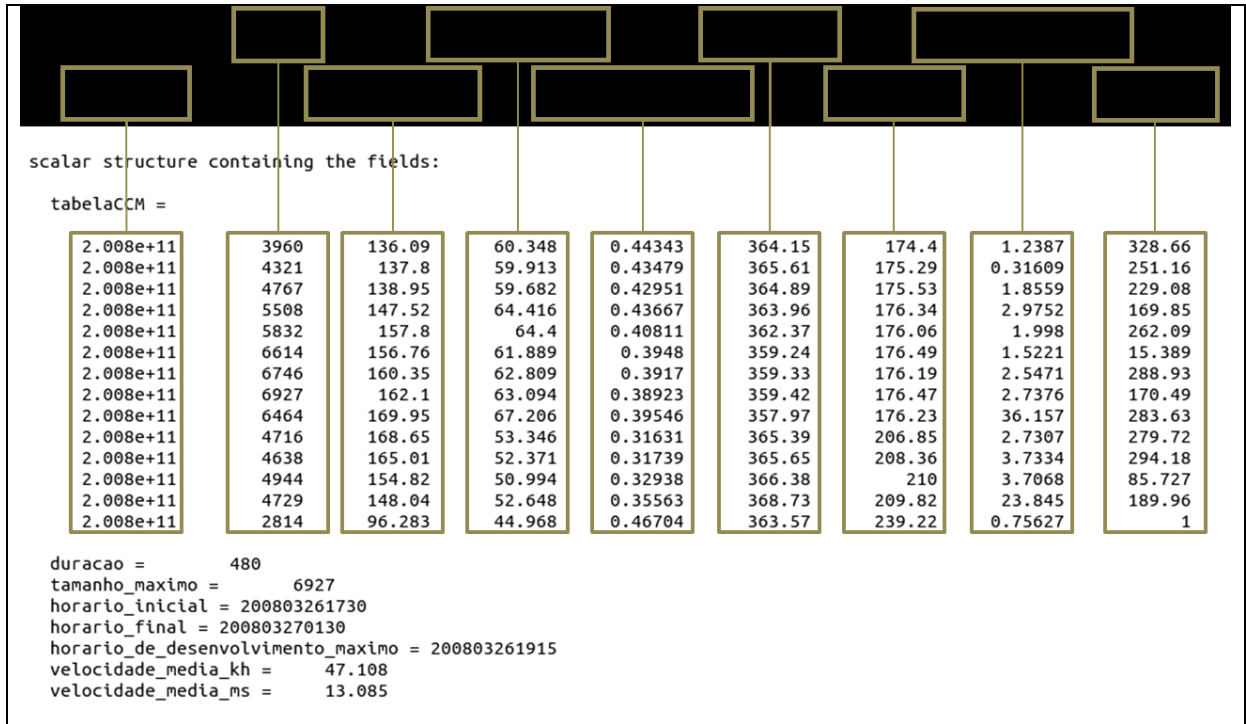 scalar structure containing the fields:
tabelaCCM =
2.008e+11 3960 136.09 60.348 0.44343 364.15 174.4 1.2387 328.66
2.008e+11 4321 137.8 59.913 0.43479 365.61 175.29 0.31609 251.16
2.008e+11 4767 138.95 59.682 0.42951 364.89 175.53 1.8559 229.08
2.008e+11 5508 147.52 64.416 0.43667 363.96 176.34 2.9752 169.85
2.008e+11 5832 157.8 64.4 0.40811 362.37 176.06 1.998 262.09
2.008e+11 6614 156.76 61.889 0.3948 359.24 176.49 1.5221 15.389
2.008e+11 6746 160.35 62.809 0.3917 359.33 176.19 2.5471 288.93
2.008e+11 6927 162.1 63.094 0.38923 359.42 176.47 2.7376 170.49
2.008e+11 6464 169.95 67.206 0.39546 357.97 176.23 36.157 283.63
2.008e+11 4716 168.65 53.346 0.31631 365.39 206.85 2.7307 279.72
2.008e+11 4638 165.01 52.371 0.31739 365.65 208.36 3.7334 294.18
2.008e+11 4944 154.82 50.994 0.32938 366.38 210 3.7068 85.727
2.008e+11 4729 148.04 52.648 0.35563 368.73 209.82 23.845 189.96
2.008e+11 2814 96.283 44.968 0.46704 363.57 239.22 0.75627 1
duracao = 480
tamanho_maximo = 6927
horario_inicial = 200803261730
horario_final = 200803270130
horario_de_desenvolvimento_maximo = 200803261915
velocidade_media_kh = 47.108
velocidade_media_ms = 13.085